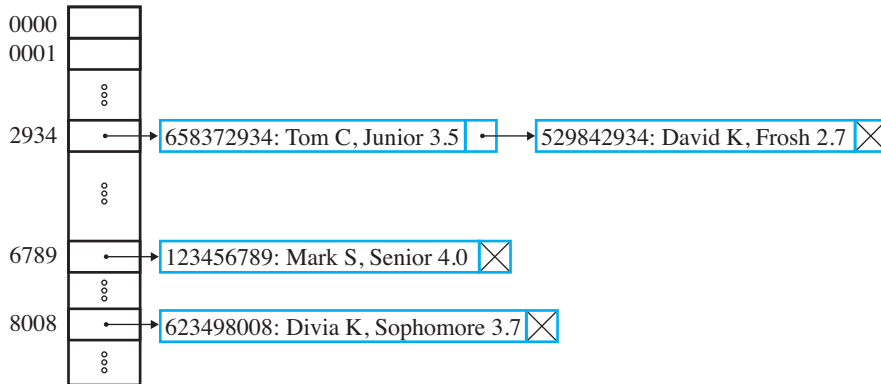 0000
0001
2934 658372934: Tom C, Junior 3.5 529842934: David K, Frosh 2.7
6789 123456789: Mark S, Senior 4.0
8008 623498008: Divia K, Sophomore 3.7